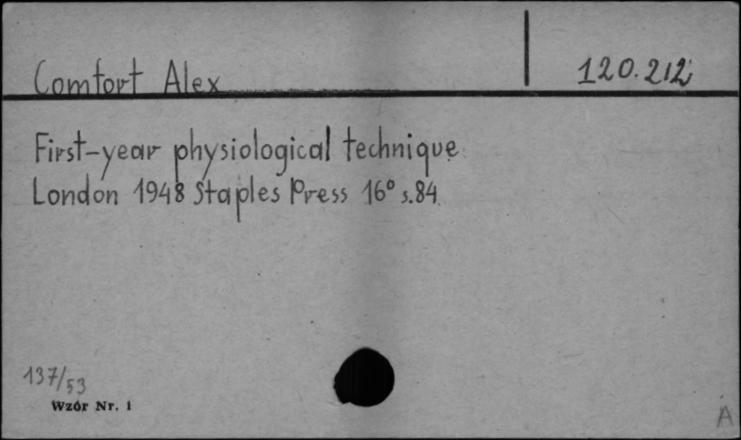 Comfort Alex
120.212
First-year physiological technique
London 1948 Staples Press 16° s.84
137/53
Wzór Nr. 1
A